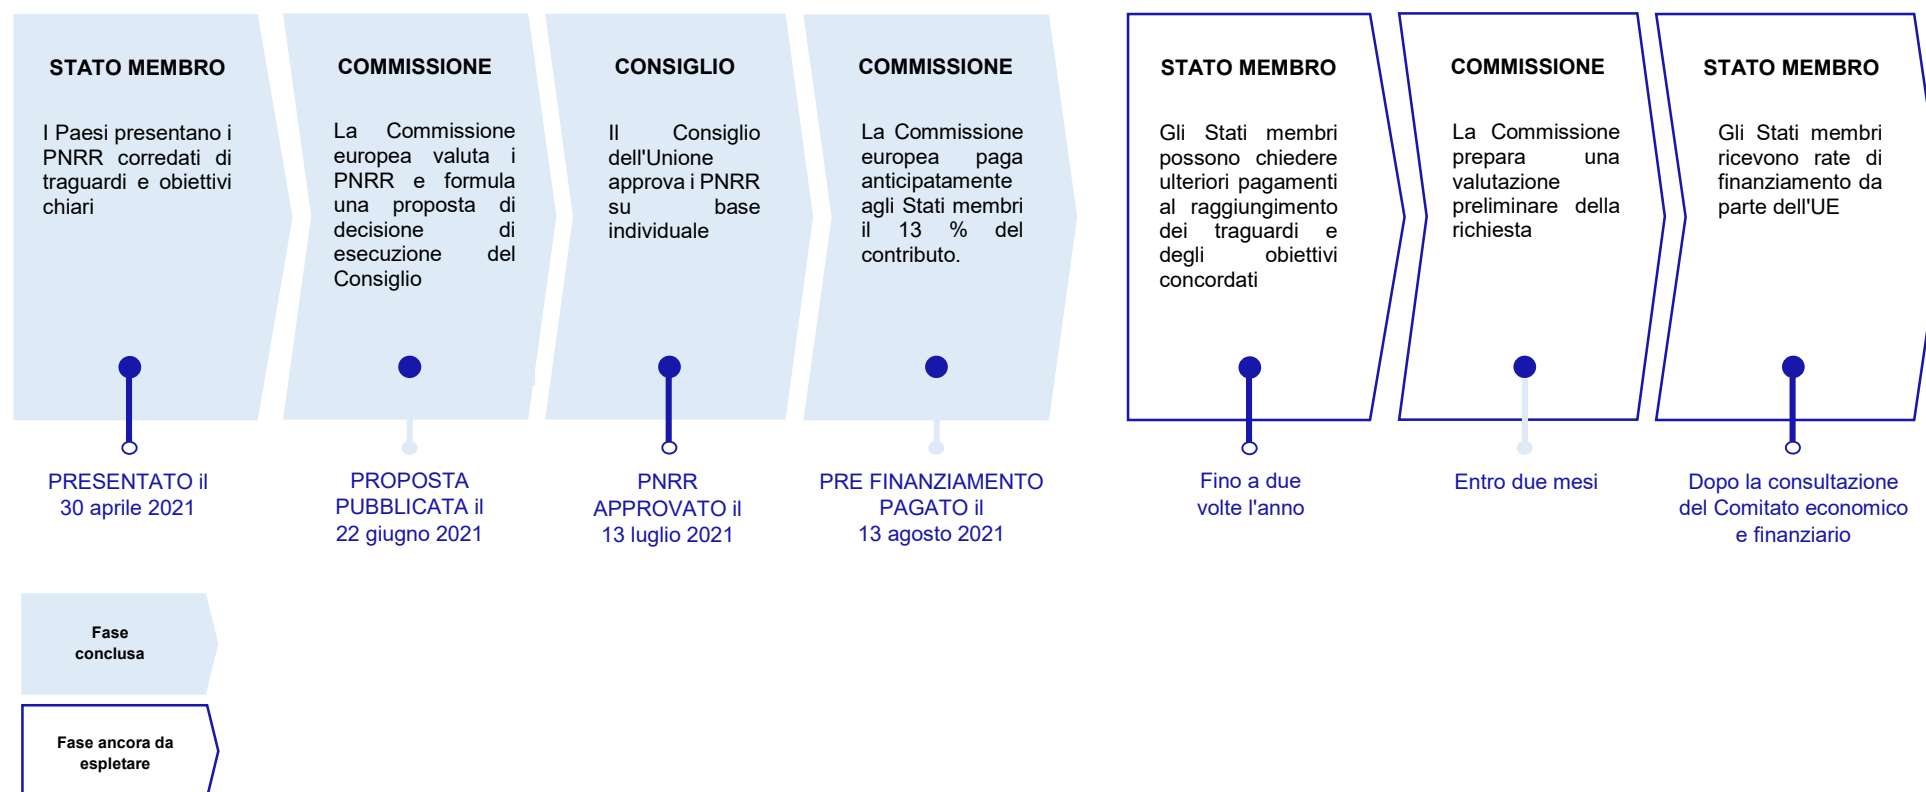 STATO MEMBRO
I Paesi presentano i
PNRR corredati di
traguardi e obiettivi
chiari
PRESENTATO il
30 aprile 2021
COMMISSIONE
La Commissione
europea valuta i
PNRR e formula
una proposta di
decisione di
esecuzione del
Consiglio
PROPOSTA
PUBBLICATA il
22 giugno 2021
CONSIGLIO
Il Consiglio
dell'Unione
approva i PNRR
su base
individuale
PNRR
APPROVATO il
13 luglio 2021
COMMISSIONE
La Commissione
europea paga
anticipatamente
agli Stati membri
il 13 % del
contributo.
PRE FINANZIAMENTO
PAGATO il
13 agosto 2021
STATO MEMBRO
Gli Stati membri
possono chiedere
ulteriori pagamenti
al raggiungimento
dei traguardi e
degli obiettivi
concordati
Fino a due
volte l'anno
COMMISSIONE
La Commissione
prepara una
valutazione
preliminare della
richiesta
Entro due mesi
STATO MEMBRO
Gli Stati membri
ricevono rate di
finanziamento da
parte dell'UE
Dopo la consultazione
del Comitato economico
e finanziario
Fase
conclusa
Fase ancora da
espletare